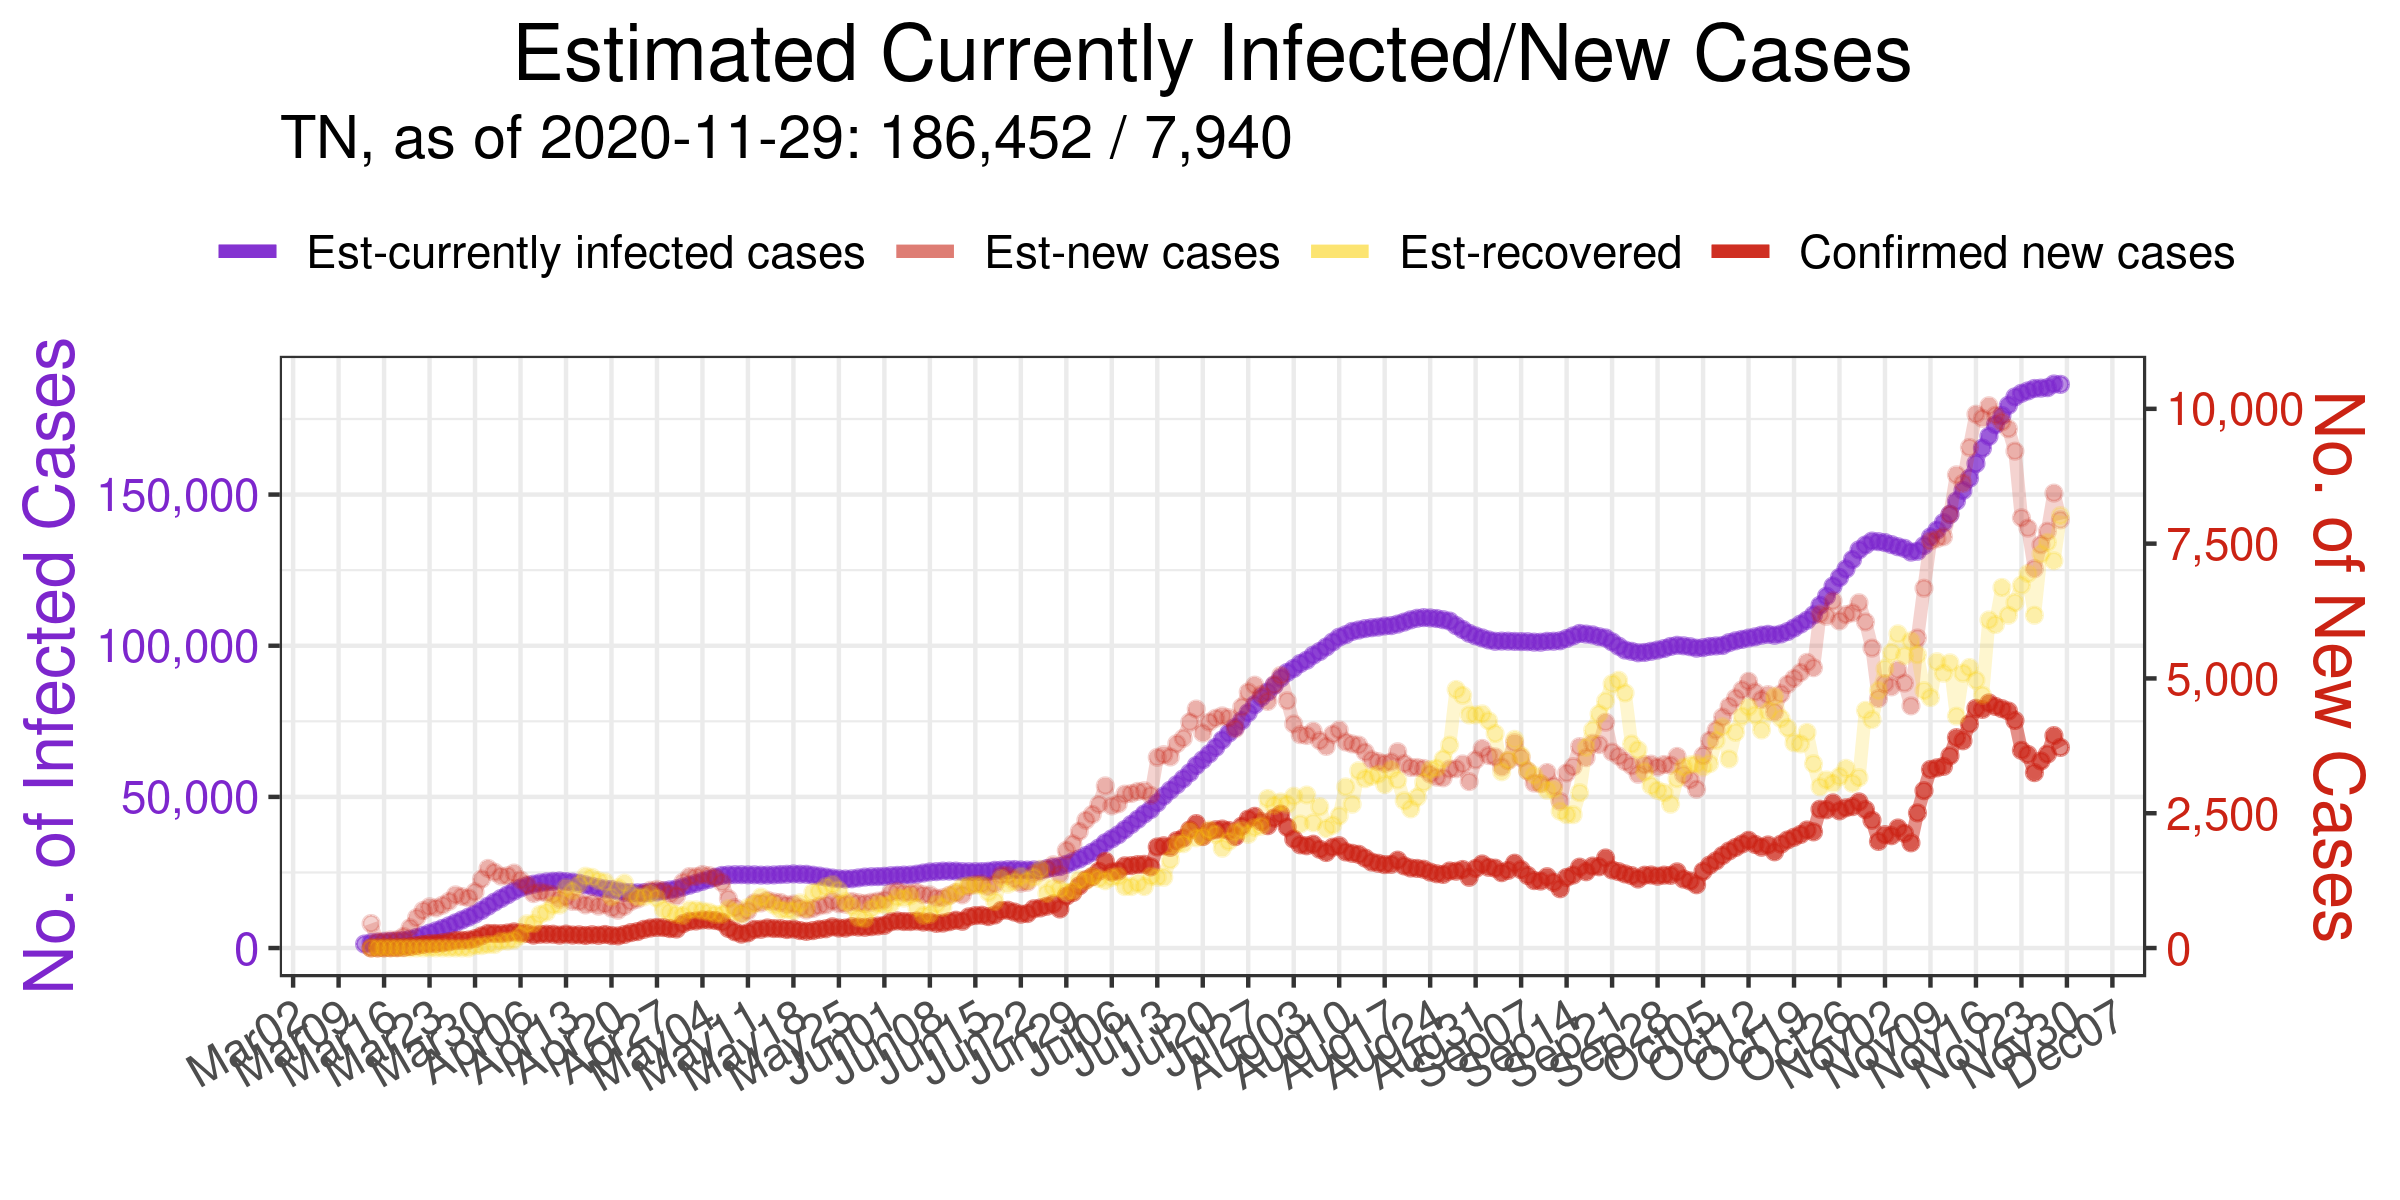 Estimated Currently Infected/New Cases
TN, as of 2020-11-29: 186,452 / 7,940
Est-currently infected cases Est-new cases Est-recovered Confirmed new cases
No. of Infected Cases
150,000
100,000
50,000
0
10,000
7,500
5,000
2,500
0
No. of New Cases
Mar02 Mar09 Mar16 Mar23 Mar30 Apr06 Apr13 Apr20 Apr27 May04 May11 May18 May25 Jun01 Jun08 Jun15 Jun22 Jun29 Jul06 Jul13 Jul20 Jul27 Aug03 Aug10 Aug17 Aug24 Aug31 Sep07 Sep14 Sep21 Sep28 Oct05 Oct12 Oct19 Oct26 Nov02 Nov09 Nov16 Nov23 Nov30 Dec07